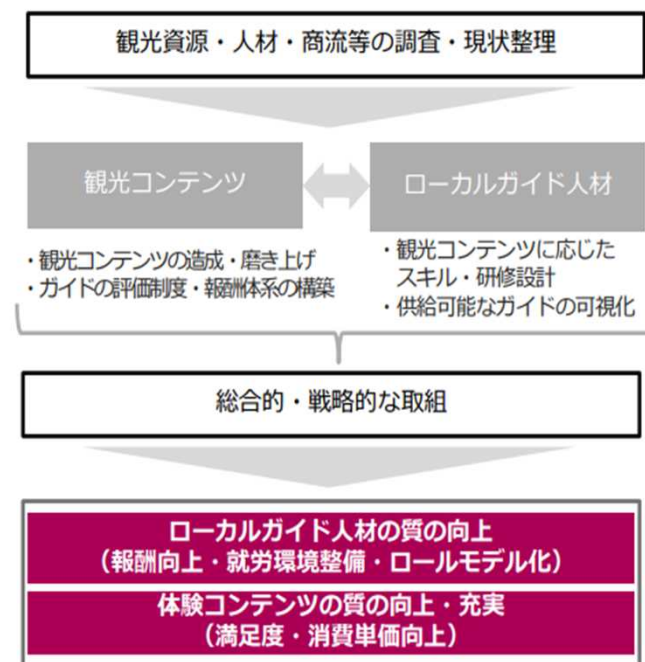 観光資源・人材・商流等の調査・現状整理
観光コンテンツ
ローカルガイド人材
・観光コンテンツの造成・磨き上げ
・ガイドの評価制度・報酬体系の構築
・観光コンテンツに応じた
スキル・研修設計
・供給可能なガイドの可視化
総合的・戦略的な取組
ローカルガイド人材の質の向上
（報酬向上・就労環境整備・ロールモデル化）
体験コンテンツの質の向上・充実
（満足度・消費単価向上）